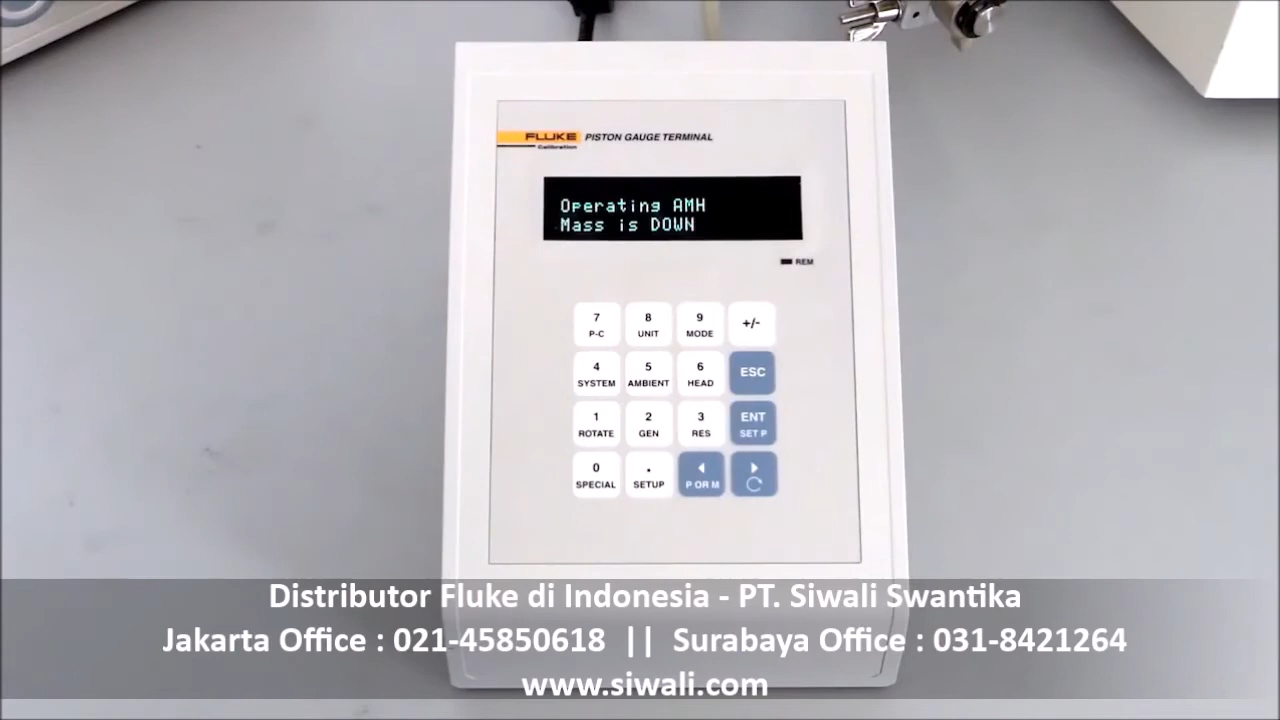 FLUKE
Calibration
PISTON GAUGE TERMINAL
Operating AMH
Mass is DOWN
REM
7 8 9 +/-
P-C UNIT MODE
4 5 6 ESC
SYSTEM AMBIENT HEAD
1 2 3 ENT
ROTATE GEN RES SET P
0 .
SPECIAL SETUP P OR M
Distributor Fluke di Indonesia - PT. Siwali Swantika
Jakarta Office : 021-45850618 || Surabaya Office : 031-8421264
www.siwali.com